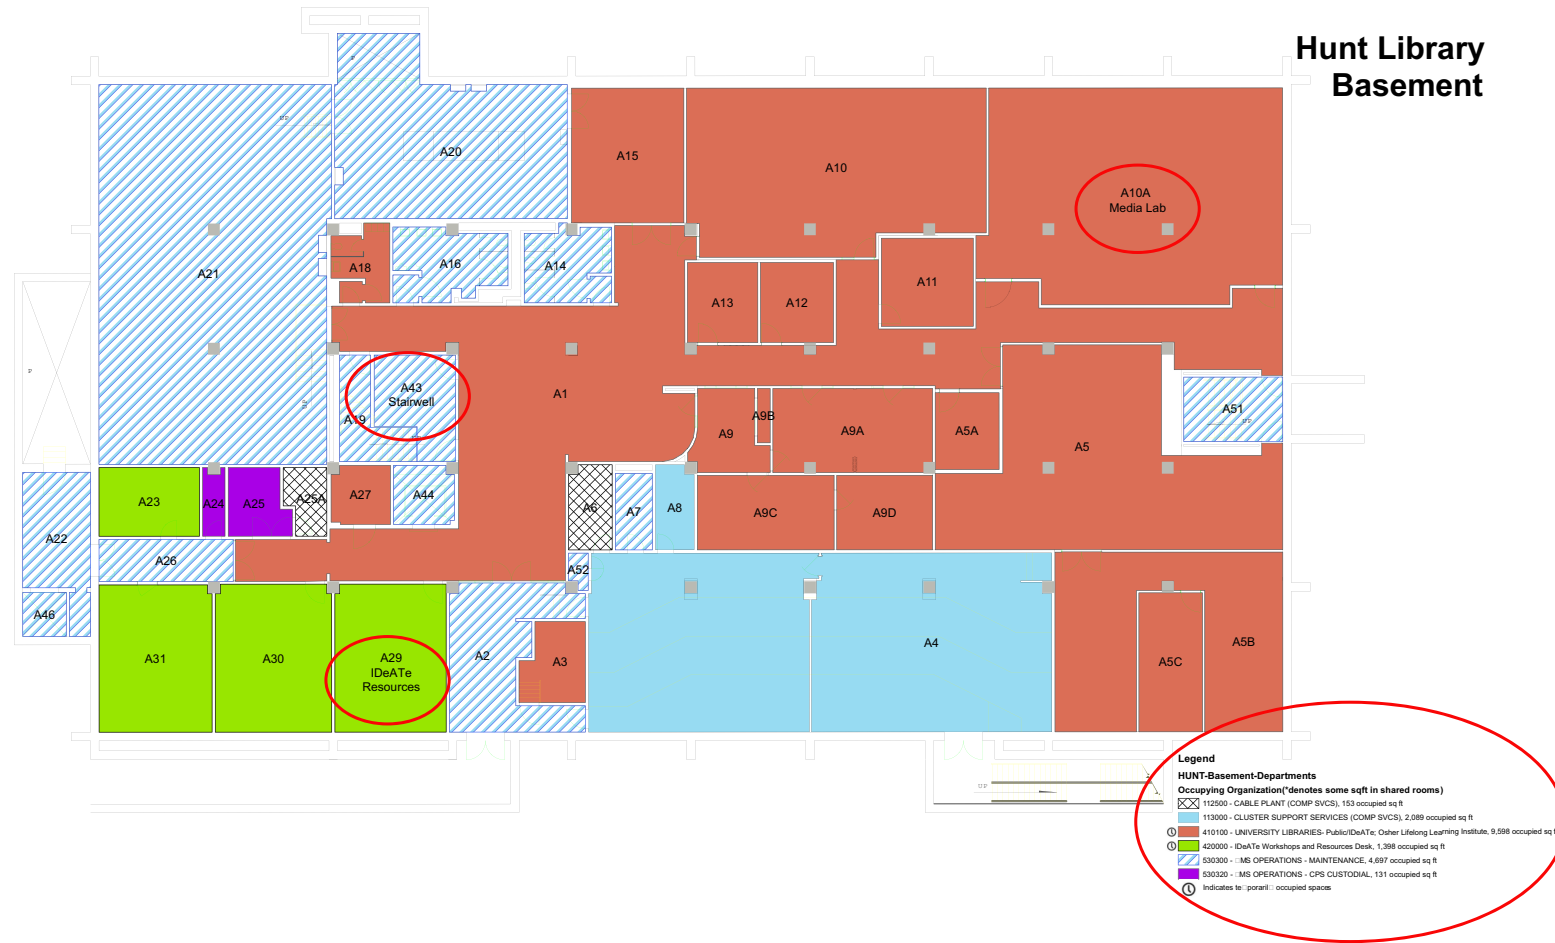 Hunt Library
Basement
A20
A15
A10
A10A
Media Lab
A21
A18
A16
A14
A13
A12
A11
A43
Stairwell
A19
A1
A9B
A9
A9A
A5A
A5
A51
UP
UP
UP
P
P
A23
A24
A25
A25A
A27
A44
A6
A7
A8
A9C
A9D
A22
A26
A52
A46
A31
A30
A29
IDeATe
Resources
A2
A3
A4
A5C
A5B
UP
Legend
HUNT-Basement-Departments
Occupying Organization(*denotes some sqft in shared rooms)
112500 - CABLE PLANT (COMP SVCS), 153 occupied sq ft
113000 - CLUSTER SUPPORT SERVICES (COMP SVCS), 2,089 occupied sq ft
410100 - UNIVERSITY LIBRARIES- Public/IDeATe; Osher Lifelong Learning Institute, 9,598 occupied sq
420000 - IDeATe Workshops and Resources Desk, 1,398 occupied sq ft
530300 - □MS OPERATIONS - MAINTENANCE, 4,697 occupied sq ft
530320 - □MS OPERATIONS - CPS CUSTODIAL, 131 occupied sq ft
Indicates te□poraril□ occupied spaces